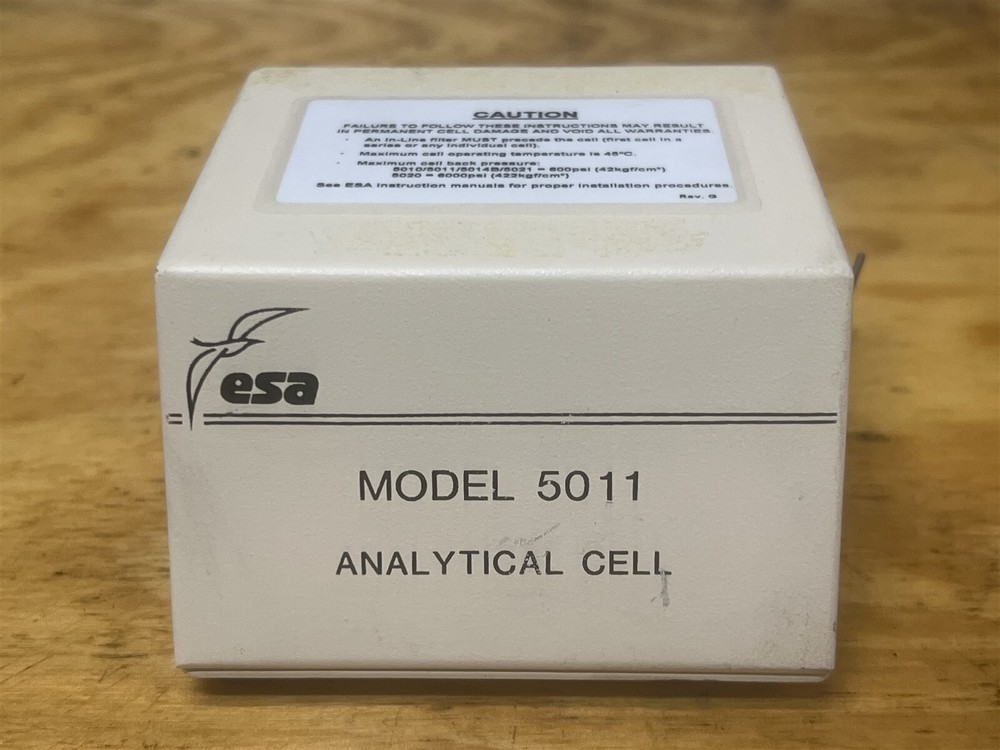 CAUTION
FAILURE TO FOLLOW THESE INSTRUCTIONS MAY RESULT
IN PERMANENT CELL DAMAGE AND VOID ALL WARRANTIES.
· An in-Line filter MUST precede the cell (first cell in a
series or any individual cell).
· Maximum cell operating temperature is 45°C.
· Maximum cell back pressure:
5010/5011/5014B/5021 = 600psi (42kgf/cm²)
5020 = 6000psi (422kgf/cm²)
See ESA instruction manuals for proper installation procedures.
Rev. G
esa
MODEL 5011
ANALYTICAL CELL